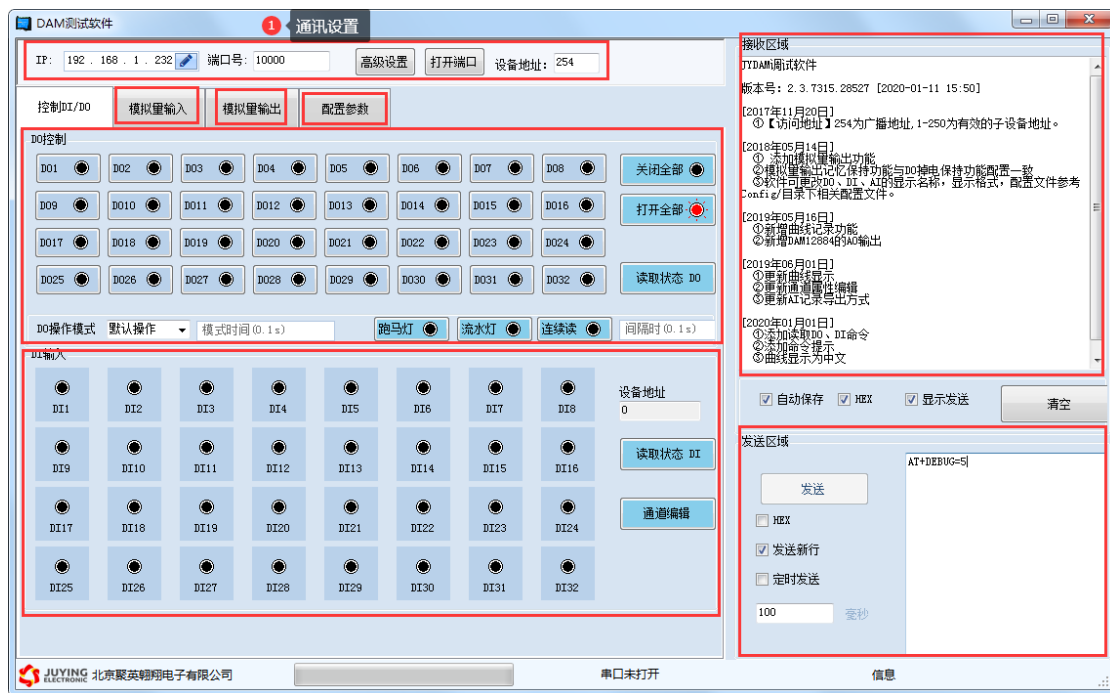 DAM测试软件
1 通讯设置
IP: 192 . 168 . 1 . 232 端口号: 10000 高级设置 打开端口 设备地址: 254
控制DI/DO 模拟量输入 模拟量输出 配置参数
DO控制
DO1 DO2 DO3 DO4 DO5 DO6 DO7 DO8 关闭全部
DO9 DO10 DO11 DO12 DO13 DO14 DO15 DO16 打开全部
DO17 DO18 DO19 DO20 DO21 DO22 DO23 DO24
DO25 DO26 DO27 DO28 DO29 DO30 DO31 DO32 读取状态 DO
DO操作模式 默认操作 模式时间(0.1s) 跑马灯 流水灯 连续读 间隔时(0.1s)
DI输入
DI1 DI2 DI3 DI4 DI5 DI6 DI7 DI8
设备地址
0
DI9 DI10 DI11 DI12 DI13 DI14 DI15 DI16 读取状态 DI
DI17 DI18 DI19 DI20 DI21 DI22 DI23 DI24 通道编辑
DI25 DI26 DI27 DI28 DI29 DI30 DI31 DI32
接收区域
JYDAM调试软件
版本号: 2.3.7315.28527 [2020-01-11 15:50]
[2017年11月20日]
①【访问地址】254为广播地址,1-250为有效的子设备地址。
[2018年05月14日]
① 添加模拟量输出功能
②模拟量输出记忆保持功能与DO掉电保持功能配置一致
③软件可更改DO、DI、AI的显示名称，显示格式，配置文件参考
Config/目录下相关配置文件。
[2019年05月16日]
①新增曲线记录功能
②新增DAM12884的AO输出
[2019年06月01日]
①更新曲线显示
②更新通道属性编辑
③更新AI记录导出方式
[2020年01月01日]
①添加读取DO、DI命令
②添加命令提示
③曲线显示为中文
自动保存 HEX 显示发送 清空
发送区域
AT+DEBUG=5
发送
HEX
发送新行
定时发送
100 毫秒
JUYING ELECTRONIC 北京聚英翱翔电子有限公司 串口未打开 信息